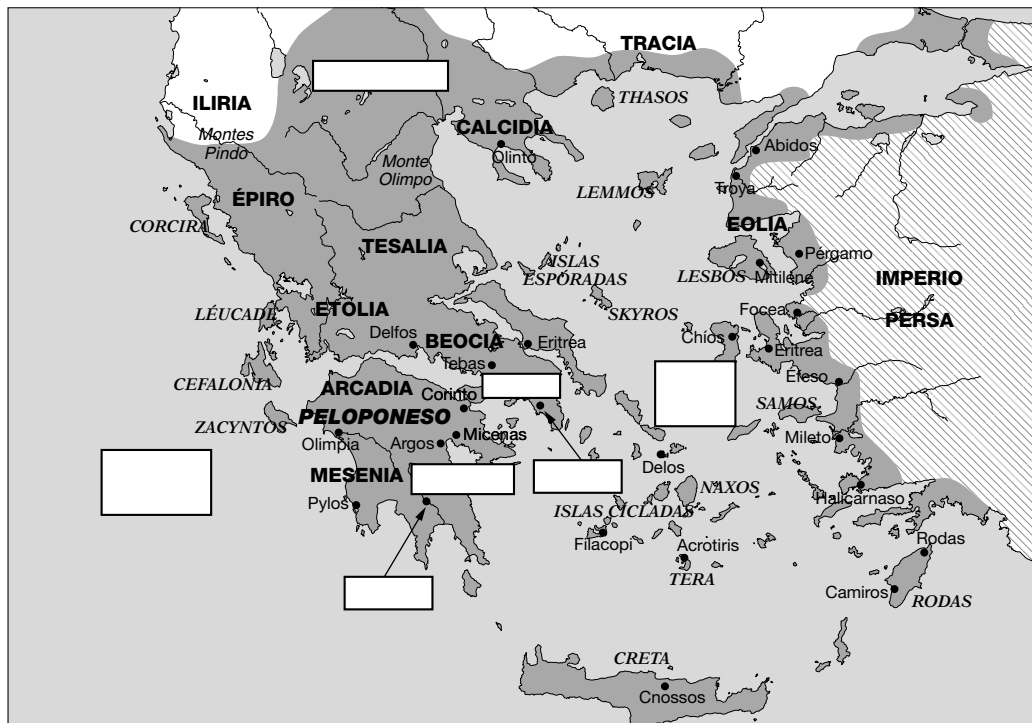 TRACIA
ILIRIA
THASOS
Montes
Pindo
CALCIDIA
Olinto
Monte
Olimpo
Abidos
Troya
LEMMOS
ÉPIRO
CORCIRA
TESALIA
EOLIA
ISLAS
ESPÓRADAS
LESBOS
Mitilene
Pérgamo
IMPERIO
PERSA
SKYROS
Focea
LÉUCADE
ETOLIA
Delfos
BEOCIA
Eritrea
Tebas
Chios
Eritrea
CEFALONIA
ARCADIA
Corinto
Éfeso
SAMOS
PELOPONESO
ZACYNTOS
Olimpia
Argos
Micenas
Mileto
MESENIA
Delos
Pylos
NAXOS
Halicarnaso
ISLAS CÍCLADAS
Filacopi
Acrotiris
TERA
Rodas
Camiros
RODAS
CRETA
Cnossos